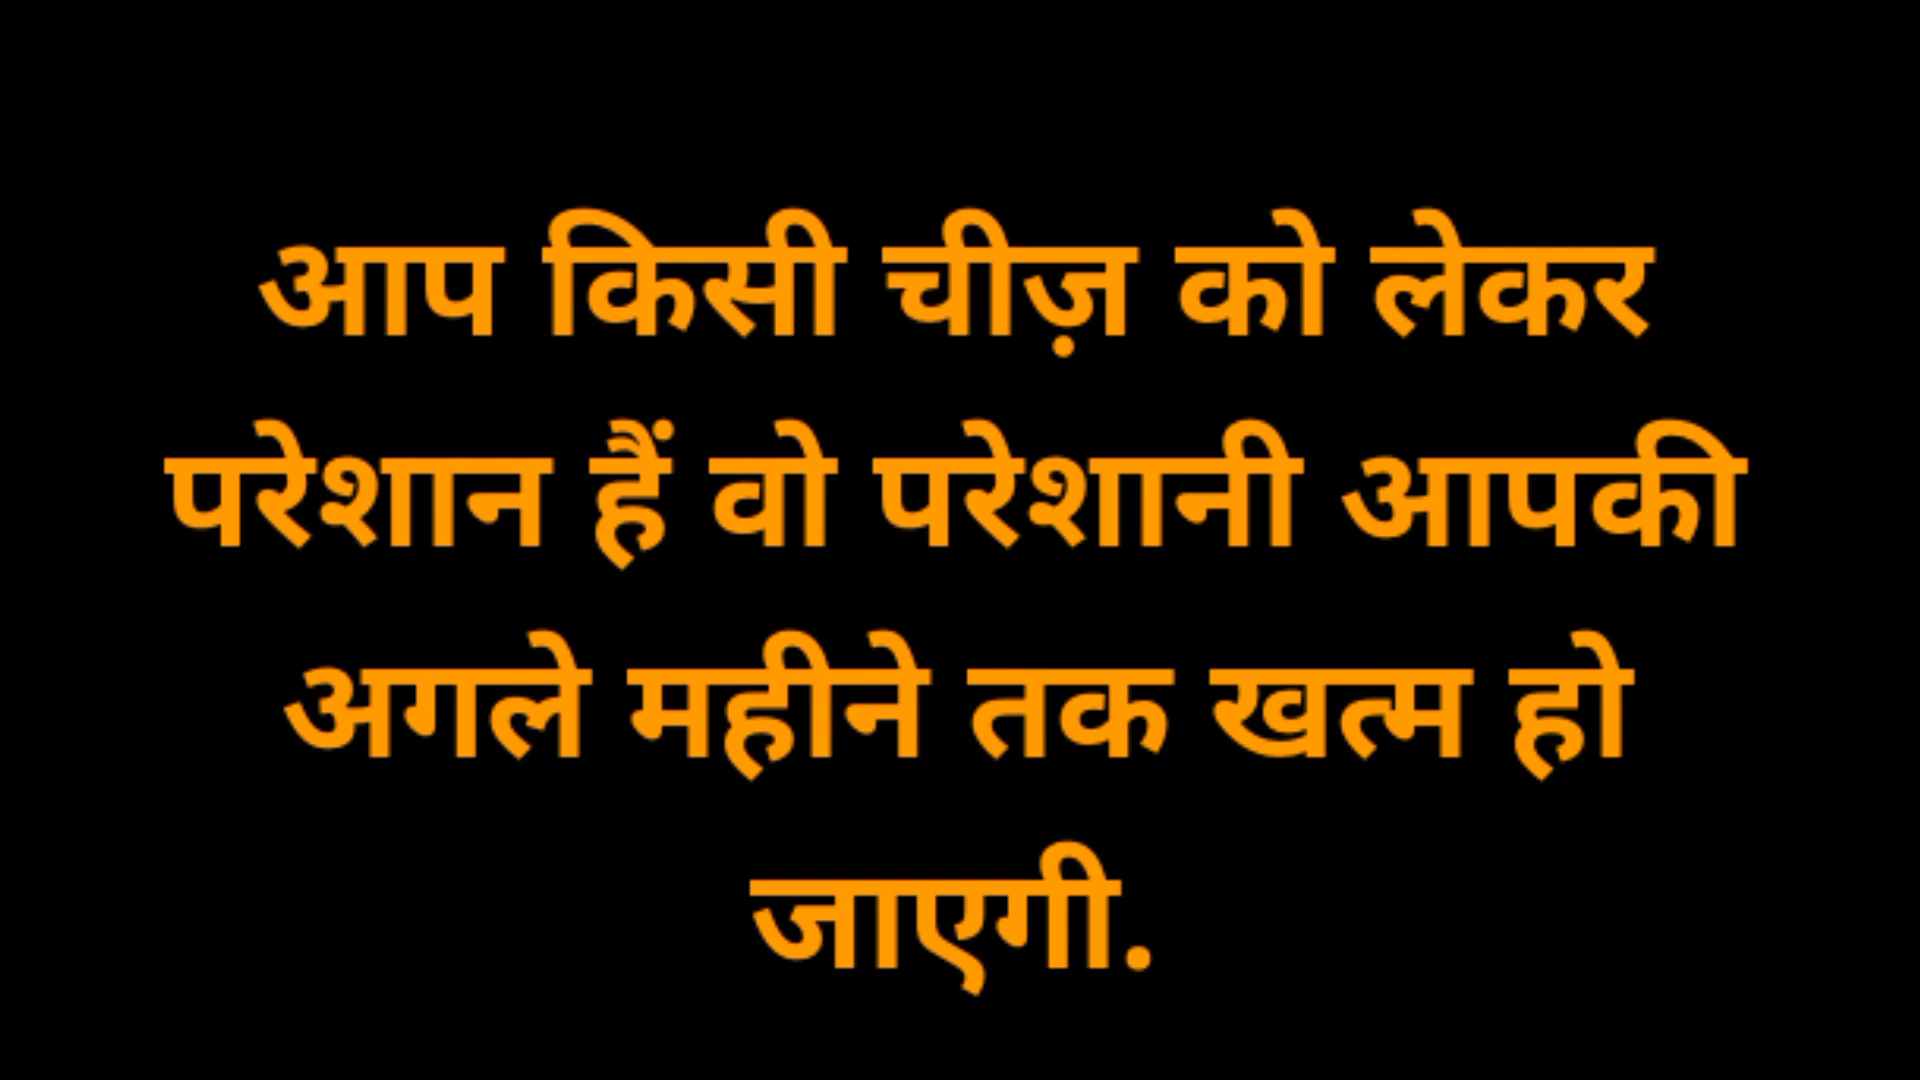 आप किसी चीज़ को लेकर
परेशान हैं वो परेशानी आपकी
अगले महीने तक खत्म हो
जाएगी.